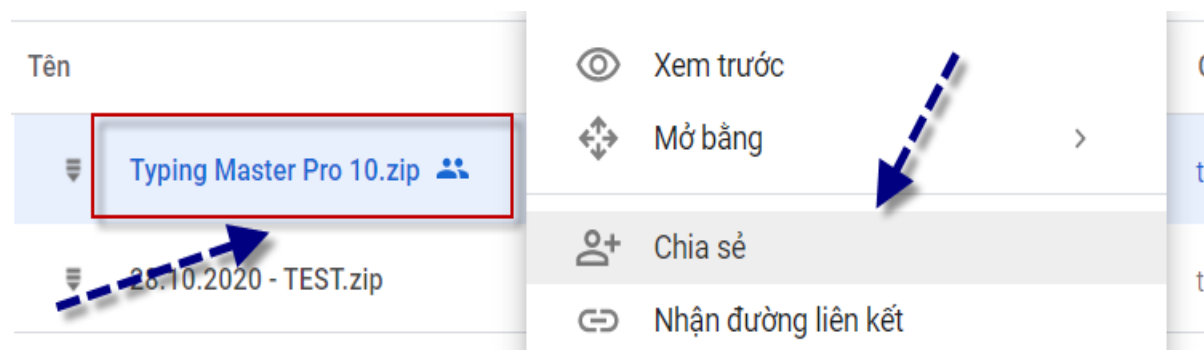 Tên
Typing Master Pro 10.zip
28.10.2020 - TEST.zip
Xem trước
Mở bằng
Chia sẻ
Nhận đường liên kết